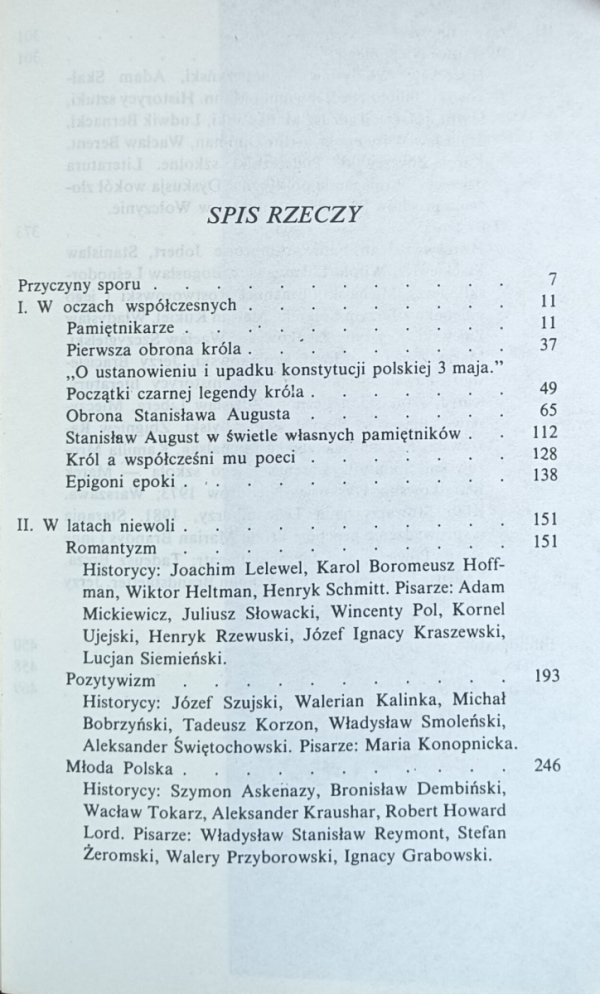 SPIS RZECZY
Przyczyny sporu . . . . . . . . . . . . 7
I. W oczach współczesnych . . . . . . . . . 11
Pamiętnikarze . . . . . . . . . . . 11
Pierwsza obrona króla . . . . . . . . . 37
„O ustanowieniu i upadku konstytucji polskiej 3 maja.”
Początki czarnej legendy króla . . . . . . . 49
Obrona Stanisława Augusta . . . . . . . 65
Stanisław August w świetle własnych pamiętników . . 112
Król a współcześni mu poeci . . . . . . . 128
Epigoni epoki . . . . . . . . . . . 138
II. W latach niewoli . . . . . . . . . . . 151
Romantyzm . . . . . . . . . . . 151
Historycy: Joachim Lelewel, Karol Boromeusz Hoff-
man, Wiktor Heltman, Henryk Schmitt. Pisarze: Adam
Mickiewicz, Juliusz Słowacki, Wincenty Pol, Kornel
Ujejski, Henryk Rzewuski, Józef Ignacy Kraszewski,
Lucjan Siemieński.
Pozytywizm . . . . . . . . . . . 193
Historycy: Józef Szujski, Walerian Kalinka, Michał
Bobrzyński, Tadeusz Korzon, Władysław Smoleński,
Aleksander Świętochowski. Pisarze: Maria Konopnicka.
Młoda Polska . . . . . . . . . . . 246
Historycy: Szymon Askenazy, Bronisław Dembiński,
Wacław Tokarz, Aleksander Kraushar, Robert Howard
Lord. Pisarze: Władysław Stanisław Reymont, Stefan
Żeromski, Walery Przyborowski, Ignacy Grabowski.